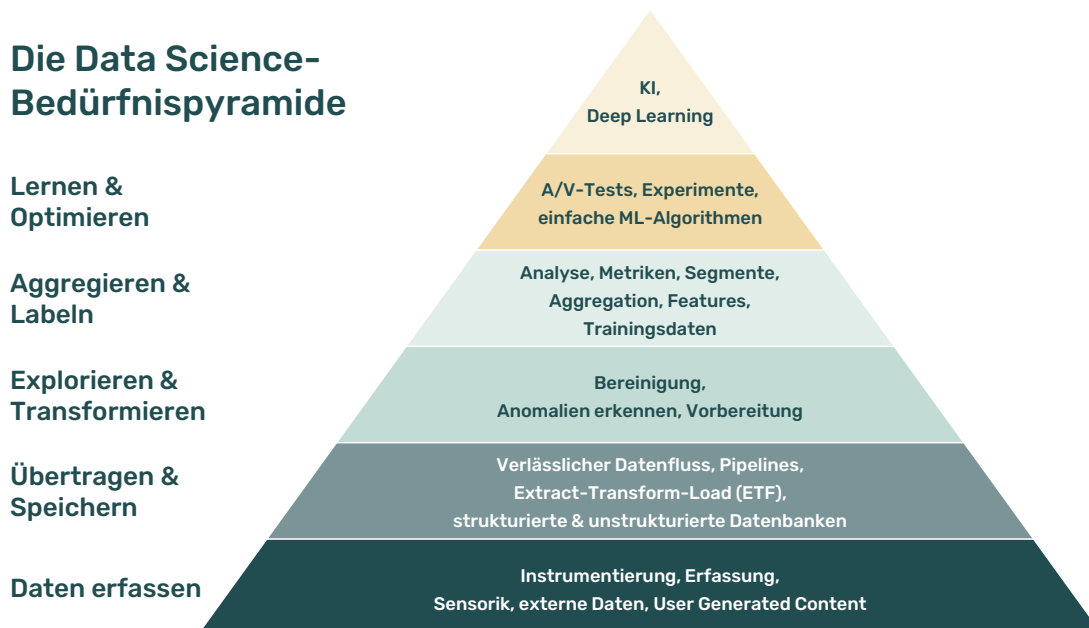 Die Data Science-
Bedürfnispyramide
KI,
Deep Learning
Lernen &
Optimieren
A/V-Tests, Experimente,
einfache ML-Algorithmen
Aggregieren &
Labeln
Analyse, Metriken, Segmente,
Aggregation, Features,
Trainingsdaten
Explorieren &
Transformieren
Bereinigung,
Anomalien erkennen, Vorbereitung
Übertragen &
Speichern
Verlässlicher Datenfluss, Pipelines,
Extract-Transform-Load (ETF),
strukturierte & unstrukturierte Datenbanken
Daten erfassen
Instrumentierung, Erfassung,
Sensorik, externe Daten, User Generated Content